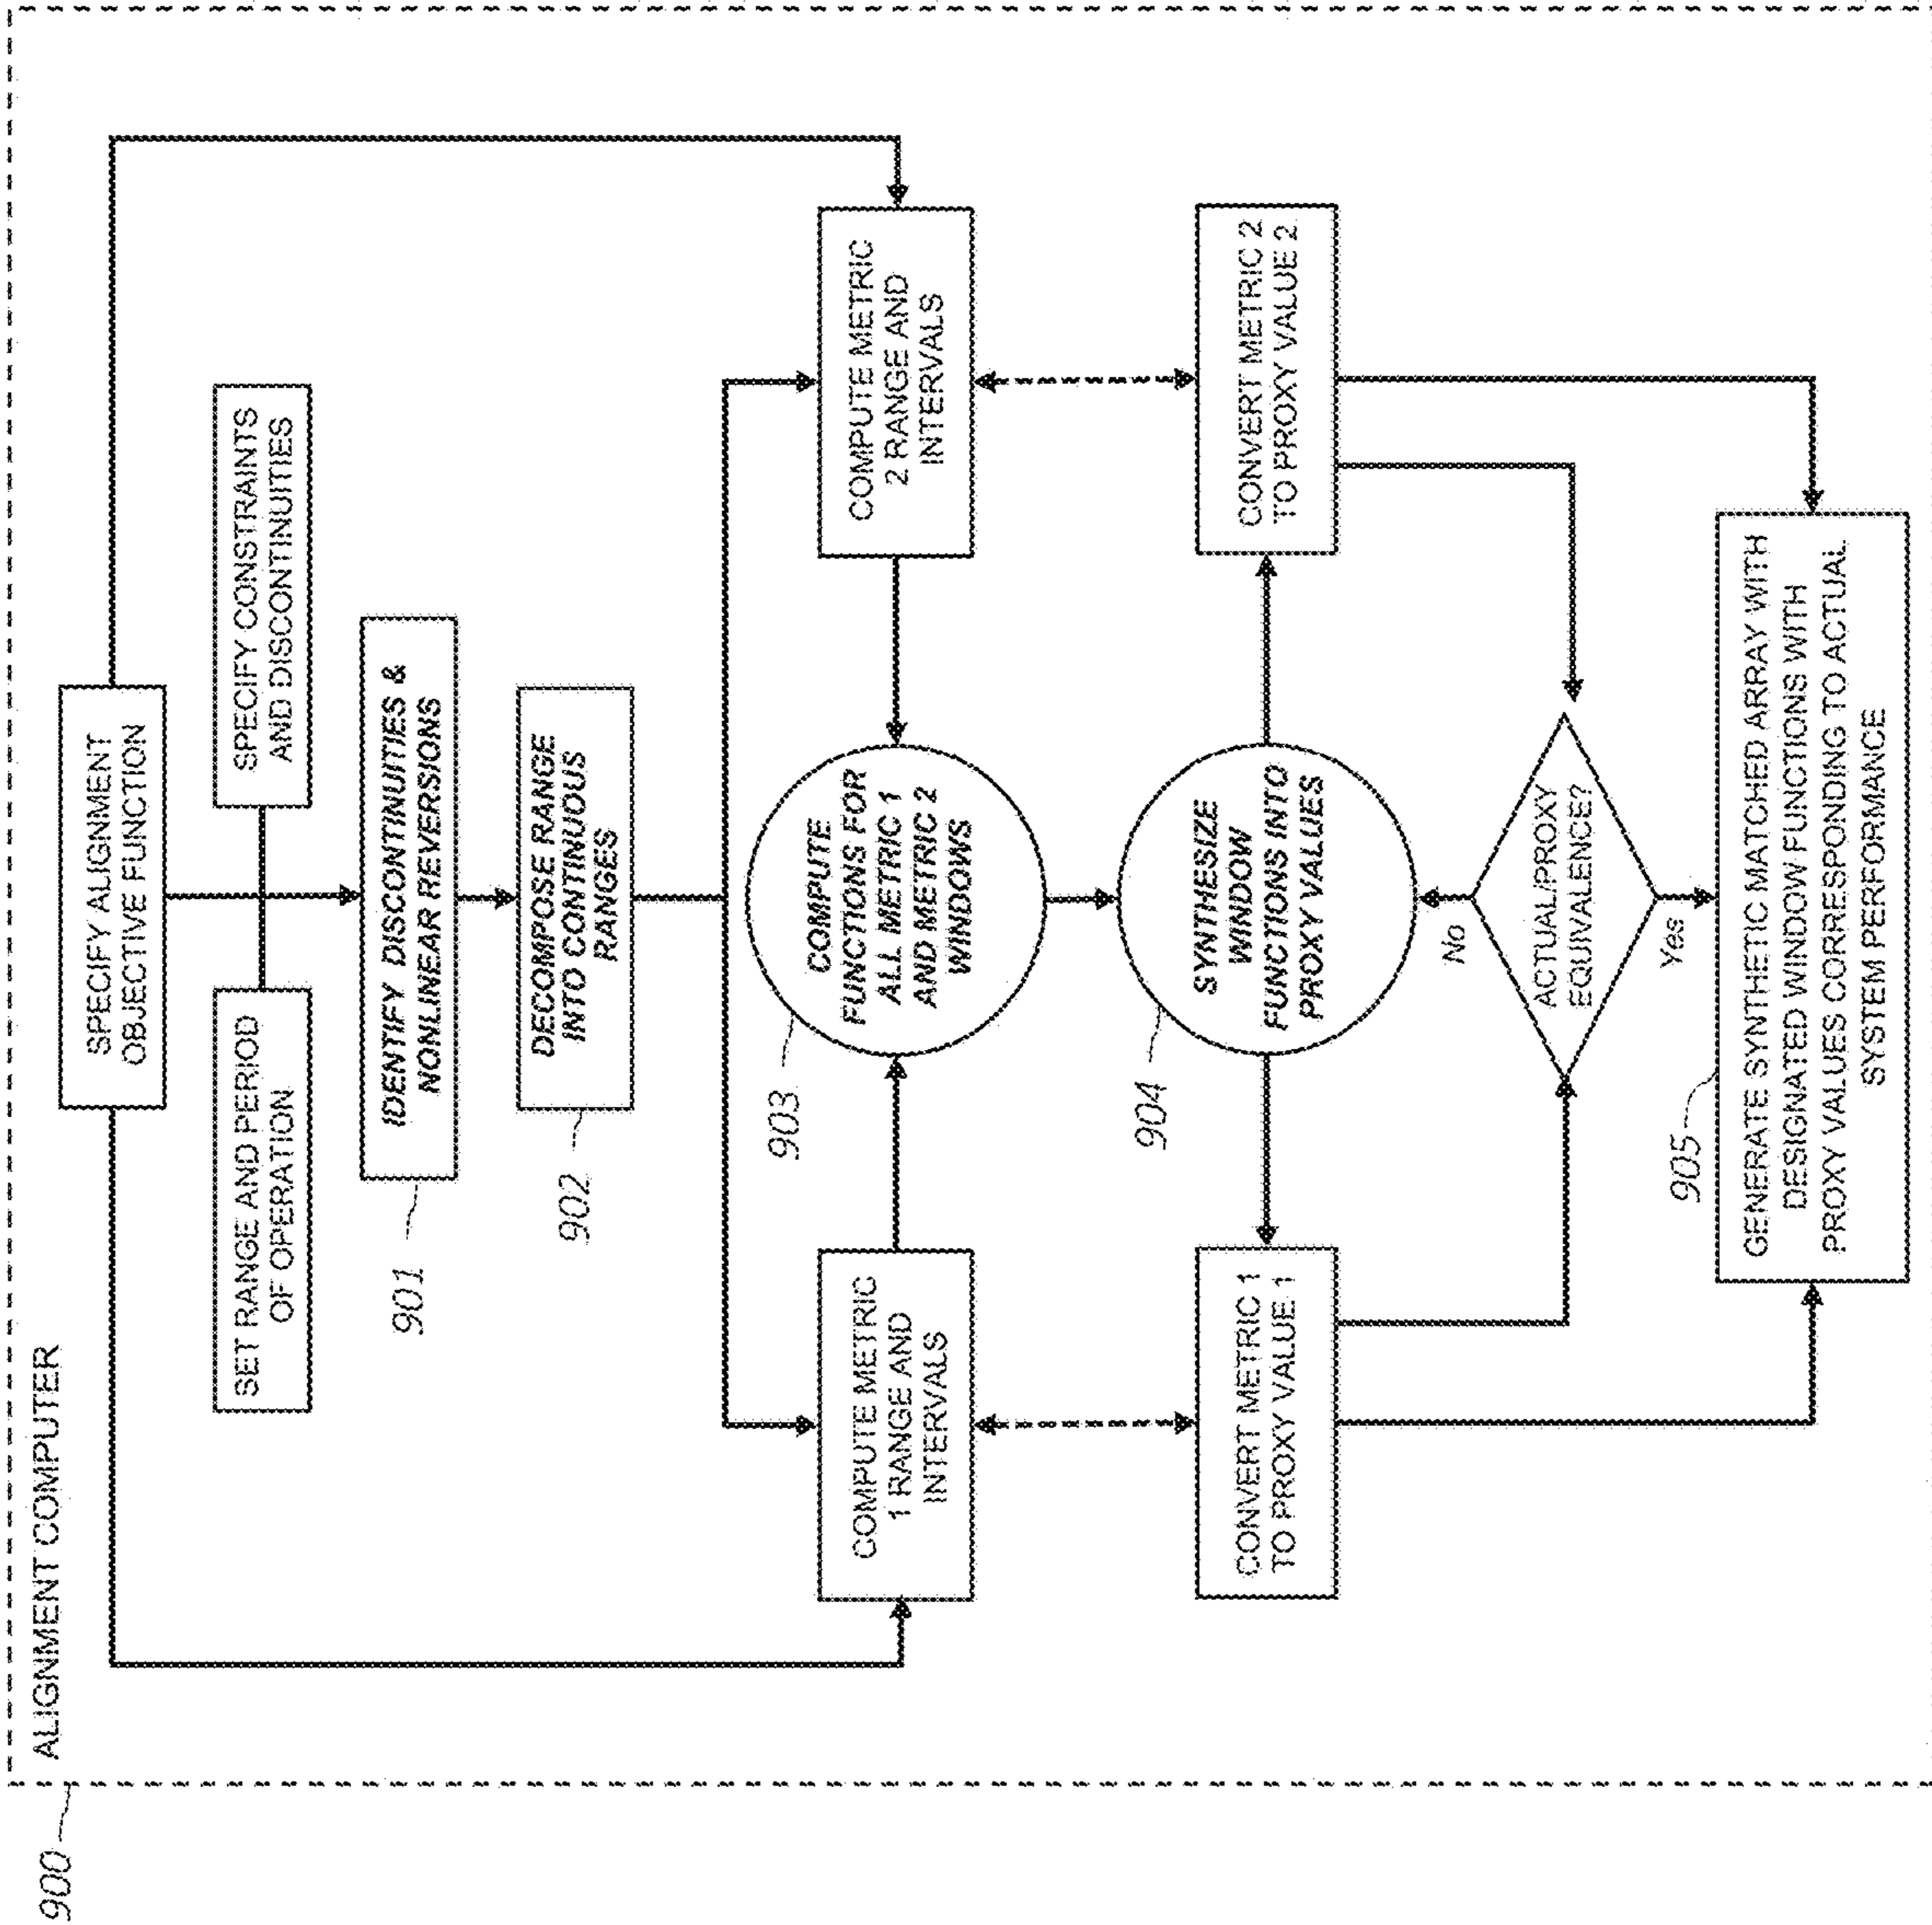 900
ALIGNMENT COMPUTER
SPECIFY ALIGNMENT
OBJECTIVE FUNCTION
SET RANGE AND PERIOD
OF OPERATION
SPECIFY CONSTRAINTS
AND DISCONTINUITIES
901
IDENTIFY DISCONTINUITIES &
NONLINEAR REVERSIONS
902
DECOMPOSE RANGE
INTO CONTINUOUS
RANGES
COMPUTE METRIC
1 RANGE AND
INTERVALS
903
COMPUTE
FUNCTIONS FOR
ALL METRIC 1
AND METRIC 2
WINDOWS
COMPUTE METRIC
2 RANGE AND
INTERVALS
CONVERT METRIC 1
TO PROXY VALUE 1
904
SYNTHESIZE
WINDOW
FUNCTIONS INTO
PROXY VALUES
CONVERT METRIC 2
TO PROXY VALUE 2
No
ACTUAL/PROXY
EQUIVALENCE?
Yes
905
GENERATE SYNTHETIC MATCHED ARRAY WITH
DESIGNATED WINDOW FUNCTIONS WITH
PROXY VALUES CORRESPONDING TO ACTUAL
SYSTEM PERFORMANCE